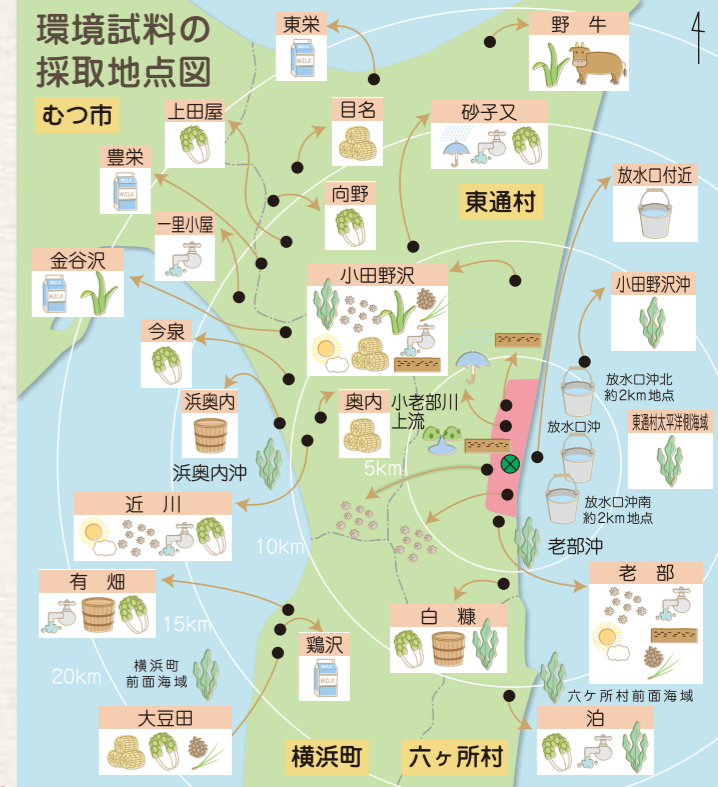 環境試料の
採取地点図
むつ市
東栄
MILK
野 牛
上田屋
目名
砂子又
豊栄
MILK
向野
東通村
放水口付近
一里小屋
金谷沢
MILK
小田野沢
小田野沢沖
今泉
浜奥内
奥内
小老部川
上流
放水口沖北
約2km地点
放水口沖
東通村太平洋側海域
浜奥内沖
5km
放水口沖南
約2km地点
近 川
10km
老部沖
有 畑
老 部
15km
白 糠
鶏沢
MILK
横浜町
前面海域
20km
六ケ所村前面海域
大豆田
泊
横浜町
六ヶ所村